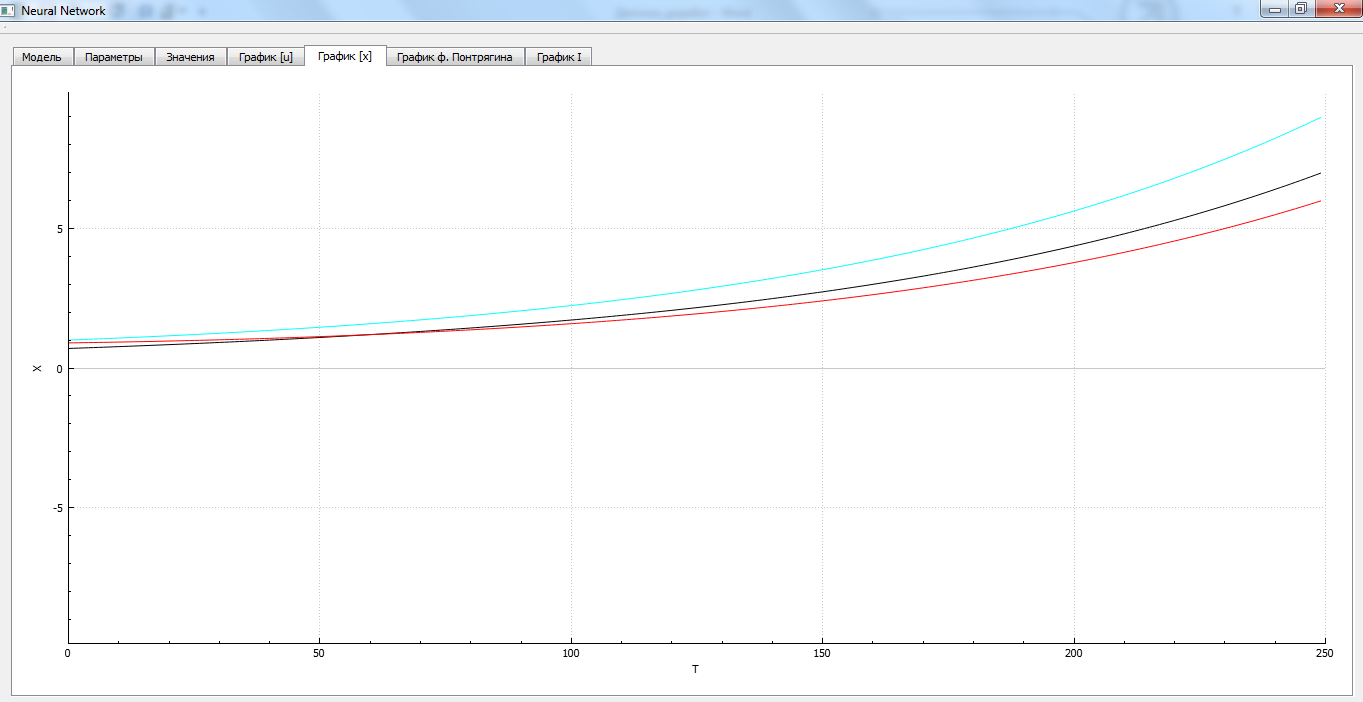 Neural Network
Модель Параметры Значения График [u] График [x] График ф. Понтрягина График I
5
X 0
-5
0 50 100 150 200 250
T